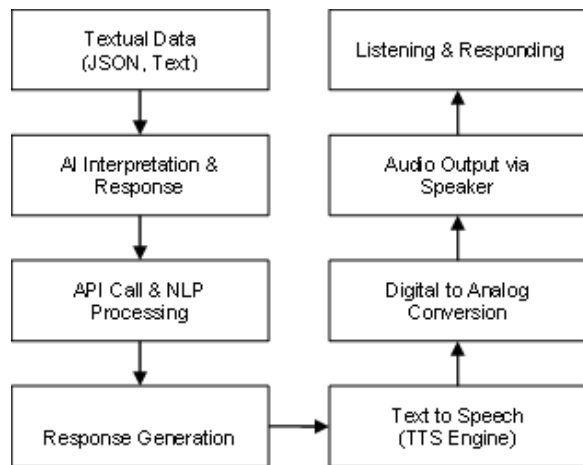 Textual Data
(JSON, Text)
AI Interpretation &
Response
API Call & NLP
Processing
Response Generation
Text to Speech
(TTS Engine)
Digital to Analog
Conversion
Audio Output via
Speaker
Listening & Responding